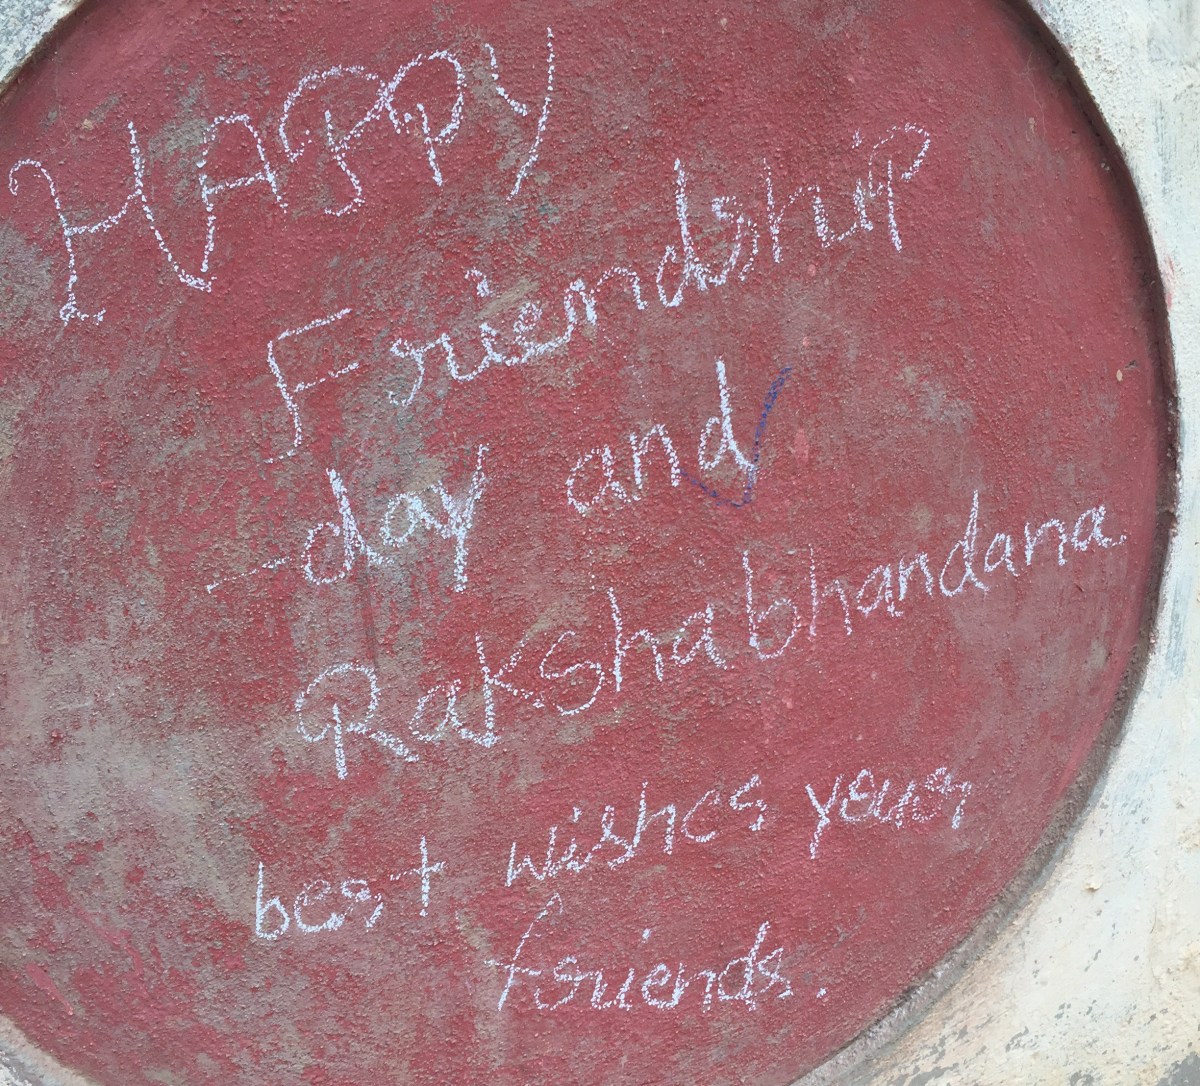 HAPPY
Friendship
-day and
Rakshabhandana
best wishes your
friends.